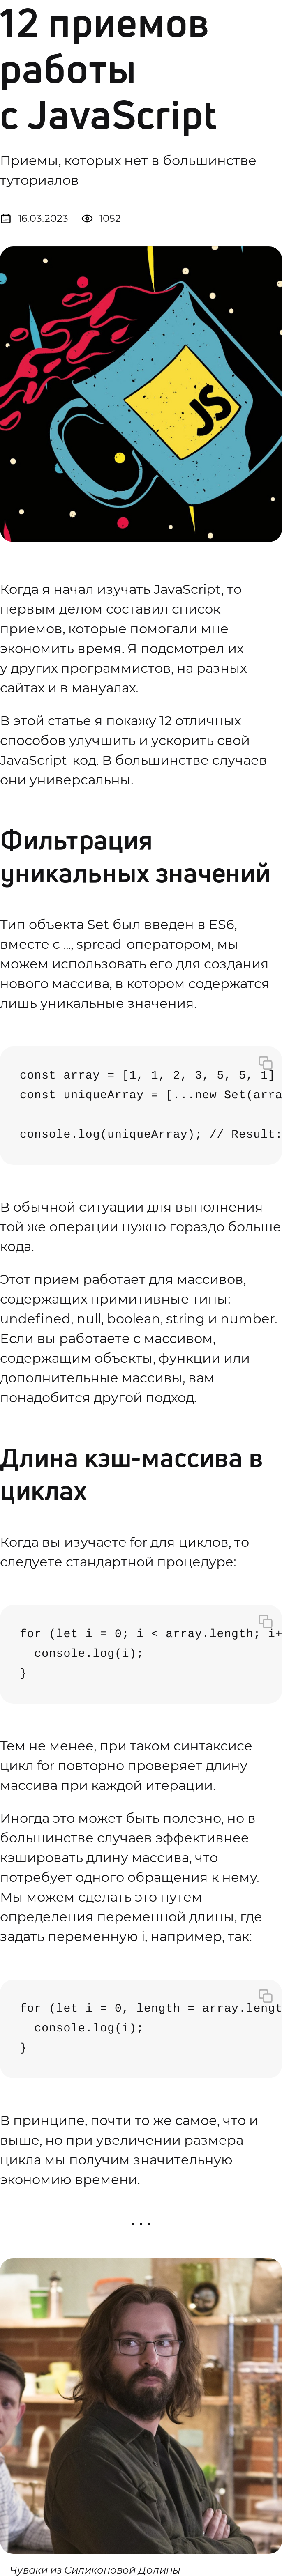 12 приемов
работы
с JavaScript
Приемы, которых нет в большинстве
туториалов
16.03.2023 1052
JS
Когда я начал изучать JavaScript, то
первым делом составил список
приемов, которые помогали мне
экономить время. Я подсмотрел их
у других программистов, на разных
сайтах и в мануалах.
В этой статье я покажу 12 отличных
способов улучшить и ускорить свой
JavaScript-код. В большинстве случаев
они универсальны.
Фильтрация
уникальных значений
Тип объекта Set был введен в ES6,
вместе с ..., spread-оператором, мы
можем использовать его для создания
нового массива, в котором содержатся
лишь уникальные значения.
const array = [1, 1, 2, 3, 5, 5, 1]
const uniqueArray = [...new Set(arra
console.log(uniqueArray); // Result:
В обычной ситуации для выполнения
той же операции нужно гораздо больше
кода.
Этот прием работает для массивов,
содержащих примитивные типы:
undefined, null, boolean, string и number.
Если вы работаете с массивом,
содержащим объекты, функции или
дополнительные массивы, вам
понадобится другой подход.
Длина кэш-массива в
циклах
Когда вы изучаете for для циклов, то
следуете стандартной процедуре:
for (let i = 0; i < array.length; i+
console.log(i);
}
Тем не менее, при таком синтаксисе
цикл for повторно проверяет длину
массива при каждой итерации.
Иногда это может быть полезно, но в
большинстве случаев эффективнее
кэшировать длину массива, что
потребует одного обращения к нему.
Мы можем сделать это путем
определения переменной длины, где
задать переменную i, например, так:
for (let i = 0, length = array.lengt
console.log(i);
}
В принципе, почти то же самое, что и
выше, но при увеличении размера
цикла мы получим значительную
экономию времени.
. . .
Чуваки из Силиконовой Долины